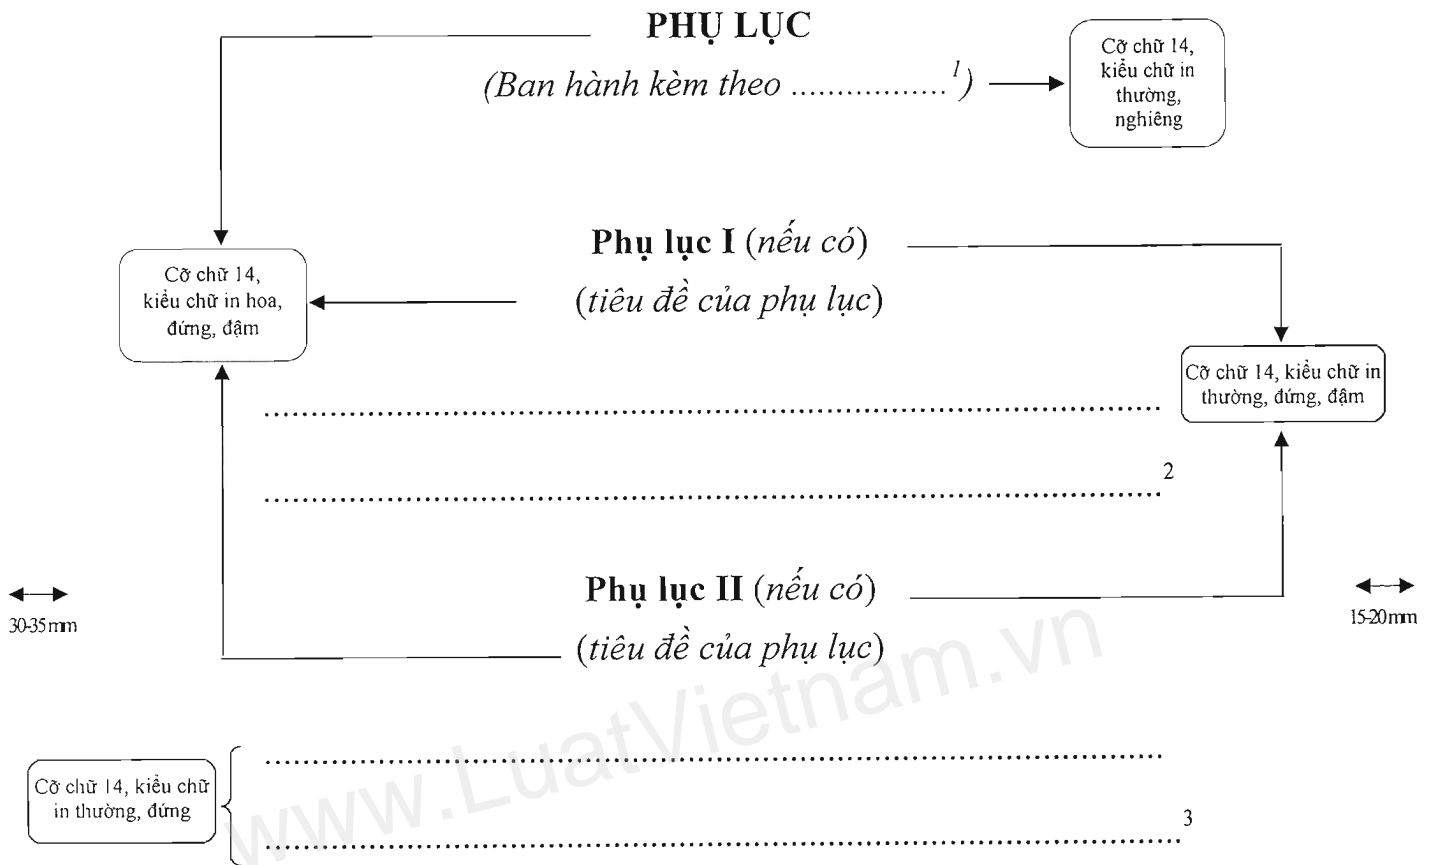 PHỤ LỤC
(Ban hành kèm theo .................1)
Cỡ chữ 14,
kiểu chữ in
thường,
nghiêng
Phụ lục I (nếu có)
(tiêu đề của phụ lục)
Cỡ chữ 14,
kiểu chữ in hoa,
đứng, đậm
Cỡ chữ 14, kiểu chữ in
thường, đứng, đậm
2
Phụ lục II (nếu có)
(tiêu đề của phụ lục)
30-35mm
15-20mm
Cỡ chữ 14, kiểu chữ
in thường, đứng
3
www.LuatVietnam.vn